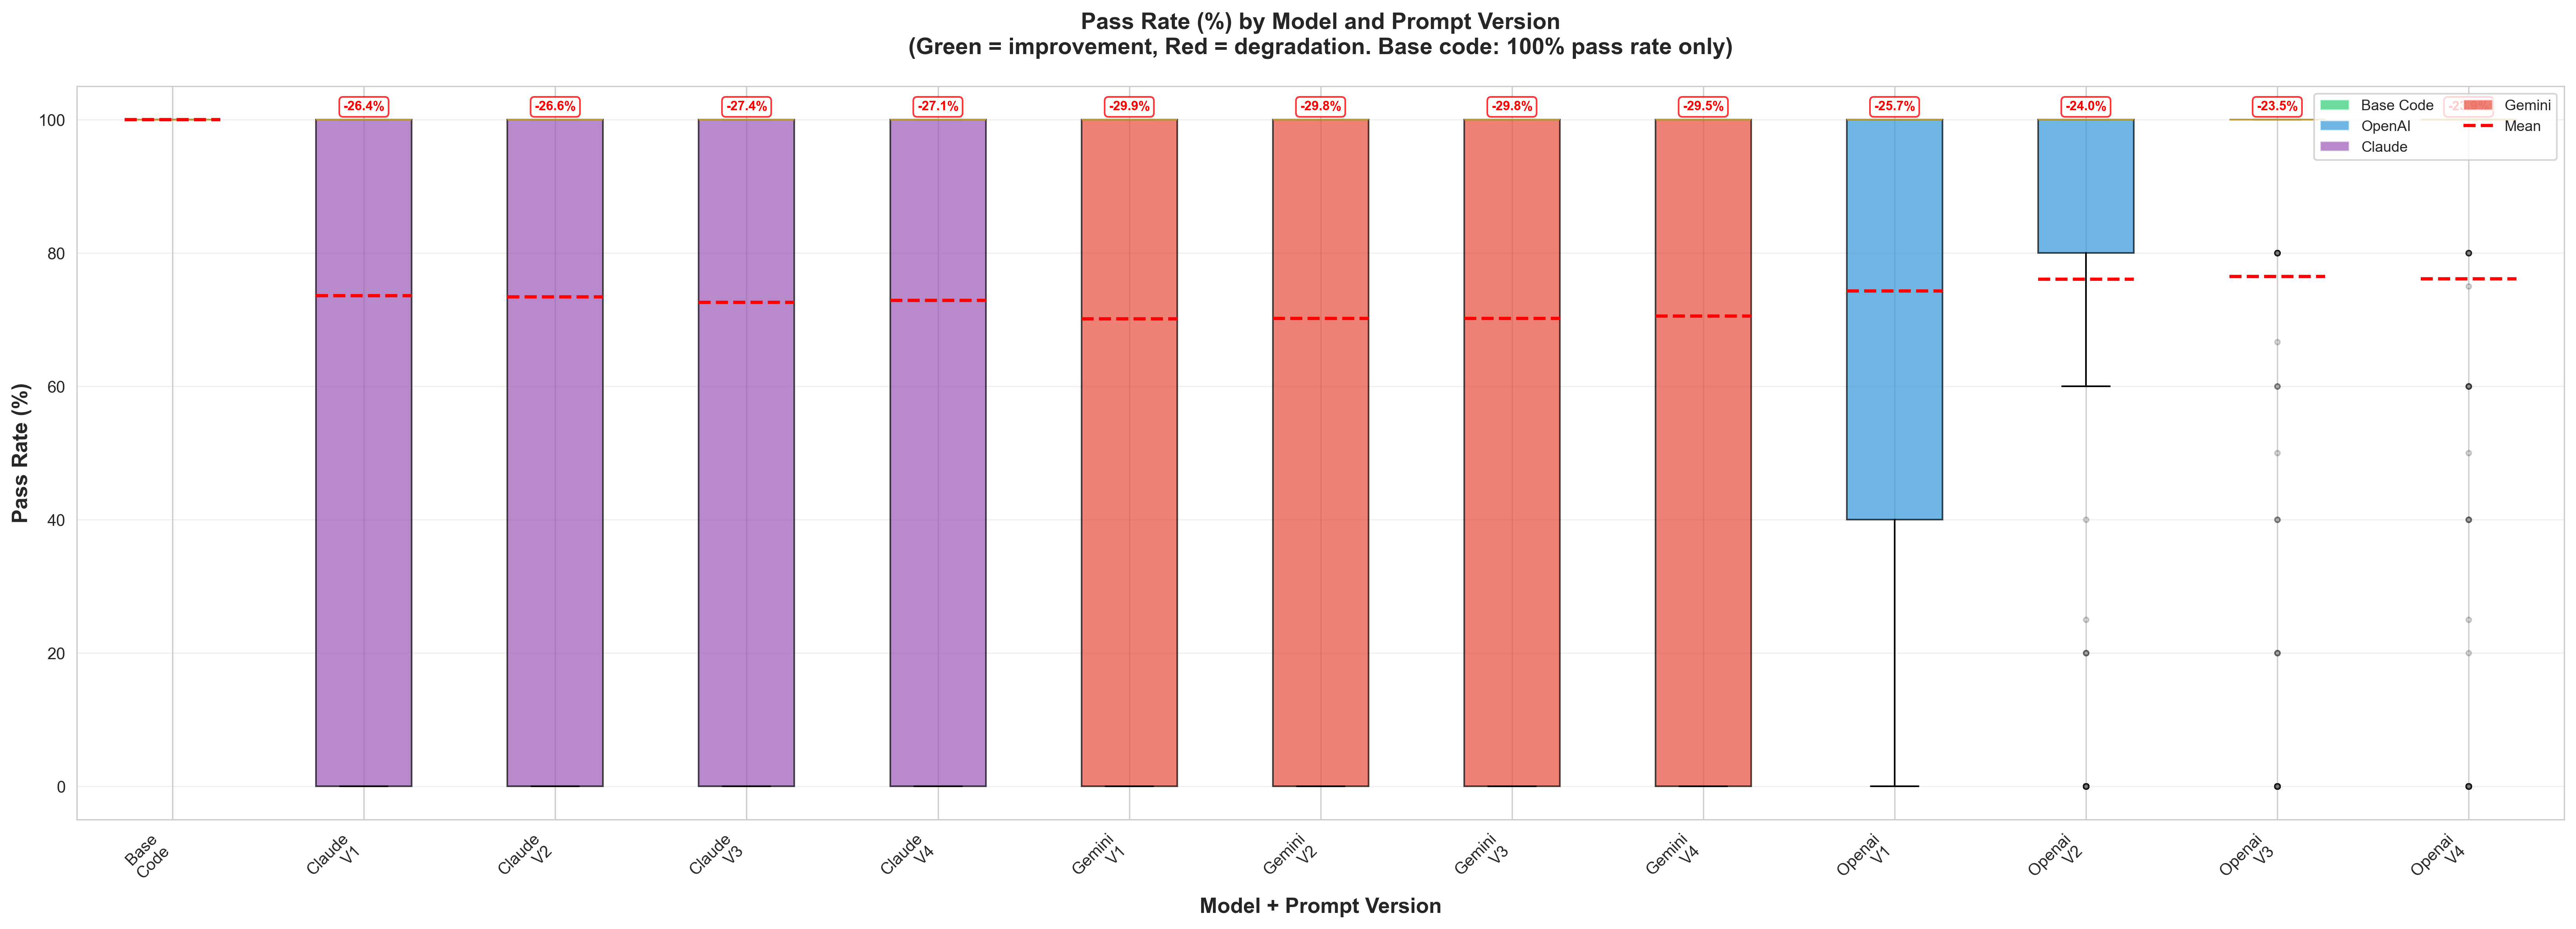 Pass Rate (%) by Model and Prompt Version
(Green = improvement, Red = degradation. Base code: 100% pass rate only)
-26.4%
-26.6%
-27.4%
-27.1%
-29.9%
-29.8%
-29.8%
-29.5%
-25.7%
-24.0%
-23.5%
Base Code
OpenAI
Claude
Gemini
Mean
Pass Rate (%)
100
80
60
40
20
0
Base
Code
Claude
V1
Claude
V2
Claude
V3
Claude
V4
Gemini
V1
Gemini
V2
Gemini
V3
Gemini
V4
Openai
V1
Openai
V2
Openai
V3
Openai
V4
Model + Prompt Version